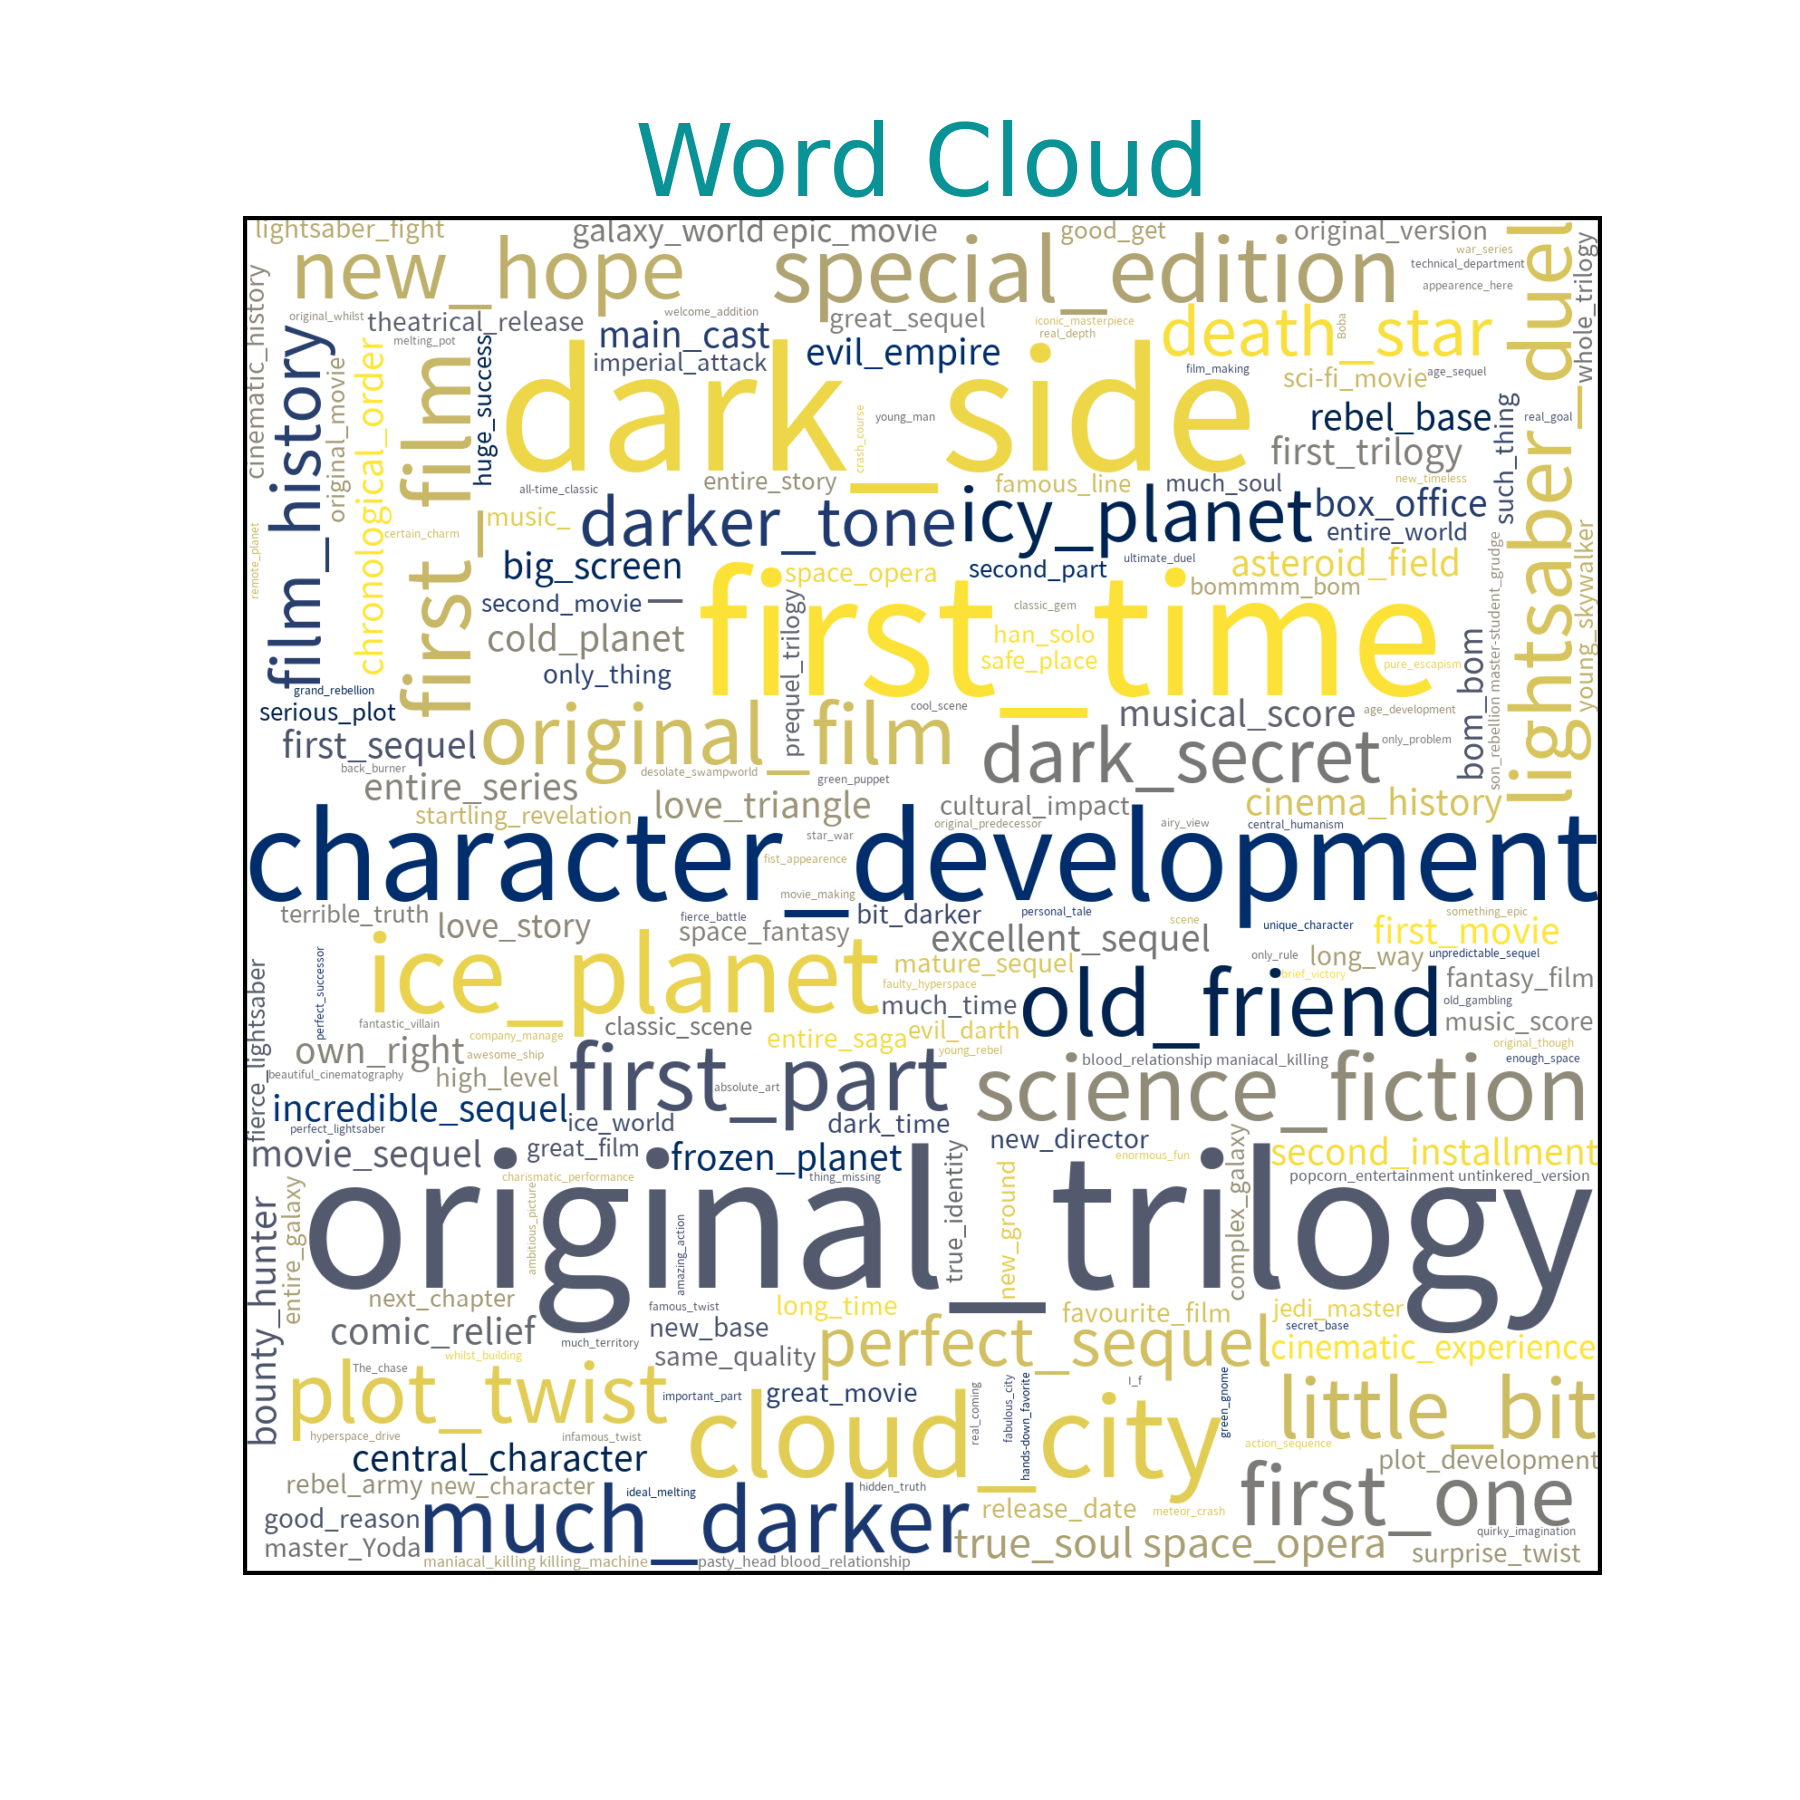 Word Cloud
lightsaber_fight
galaxy_world epic_movie
good_get
original_version
new_hope
special_edition
war_series
technical_department
appearence_here
lightsaber_duel
whole_trilogy
cinematic_history
original_whilst
theatrical_release
melting_pot
welcome_addition
main_cast
imperial_attack
great_sequel
evil_empire
iconic_masterpiece
real_depth
death_star
Boba
film_making
sci-fi_movie
age_sequel
film_history
original_movie
chronological_order
first_film
huge_success
dark_side
crash_course
young_man
rebel_base
first_trilogy
such_thing
real_goal
all-time_classic
entire_story
famous_line
much_soul
new_timeless
music_
darker_tone
icy_planet
box_office
entire_world
certain_charm
remote_planet
big_screen
space_opera
second_part
ultimate_duel
asteroid_field
bommmm_bom
son_rebellion master-student_grudge
young_skywalker
second_movie
first_time
prequel_trilogy
classic_gem
han_solo
safe_place
pure_escapism
cold_planet
only_thing
bom_bom
grand_rebellion
serious_plot
first_sequel
original_film
cool_scene
musical_score
age_development
dark_secret
only_problem
back_burner
desolate_swampworld
green_puppet
entire_series
startling_revelation
love_triangle
cultural_impact
original_predecessor
airy_view
central_humanism
cinema_history
character_development
star_war
fist_appearence
movie_making
terrible_truth
love_story
fierce_battle
space_fantasy
bit_darker
personal_tale
scene
unique_character
something_epic
first_movie
excellent_sequel
only_rule
long_way
unpredictable_sequel
fierce_lightsaber
perfect_successor
ice_planet
mature_sequel
faulty_hyperspace
old_friend
brief_victory
fantasy_film
old_gambling
much_time
music_score
fantastic_villain
company_manage
classic_scene
entire_saga
evil_darth
young_rebel
original_though
enough_space
own_right
awesome_ship
beautiful_cinematography
high_level
first_part
absolute_art
blood_relationship maniacal_killing
science_fiction
incredible_sequel
perfect_lightsaber
ice_world
dark_time
movie_sequel
great_film
frozen_planet
new_director
enormous_fun
second_installment
charismatic_performance
thing_missing
popcorn_entertainment untinkered_version
original_trilogy
true_identity
new_ground
complex_galaxy
bounty_hunter
entire_galaxy
ambitious_picture
amazing_action
next_chapter
famous_twist
long_time
favourite_film
jedi_master
secret_base
comic_relief
much_territory
new_base
same_quality
perfect_sequel
cinematic_experience
whilst_building
The_chase
plot_twist
important_part
great_movie
cloud_city
real_coming
fabulous_city
hands-down_favorite
I_f
green_gnome
little_bit
hyperspace_drive
infamous_twist
action_sequence
central_character
plot_development
rebel_army new_character
ideal_melting
hidden_truth
release_date
meteor_crash
first_one
good_reason
much_darker
quirky_imagination
master_Yoda
true_soul space_opera
surprise_twist
maniacal_killing killing_machine
pasty_head blood_relationship